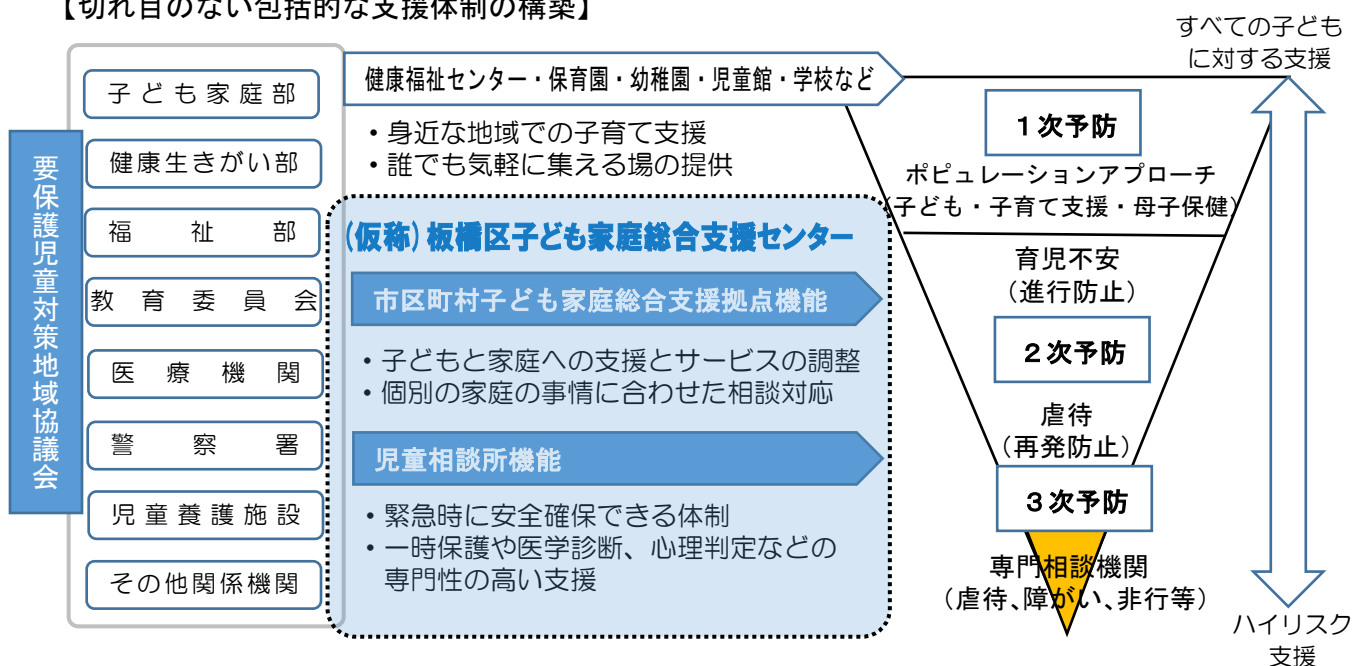 【切れ目のない包括的な支援体制の構築】
すべての子ども
に対する支援
要保護児童対策地域協議会
子ども家庭部
健康生きがい部
福祉部
教育委員会
医療機関
警察署
児童養護施設
その他関係機関
健康福祉センター・保育園・幼稚園・児童館・学校など
・身近な地域での子育て支援
・誰でも気軽に集える場の提供
(仮称)板橋区子ども家庭総合支援センター
市区町村子ども家庭総合支援拠点機能
・子どもと家庭への支援とサービスの調整
・個別の家庭の事情に合わせた相談対応
児童相談所機能
・緊急時に安全確保できる体制
・一時保護や医学診断、心理判定などの
専門性の高い支援
1次予防
ポピュレーションアプローチ
(子ども・子育て支援・母子保健)
育児不安
(進行防止)
2次予防
虐待
(再発防止)
3次予防
専門相談機関
(虐待、障がい、非行等)
ハイリスク
支援